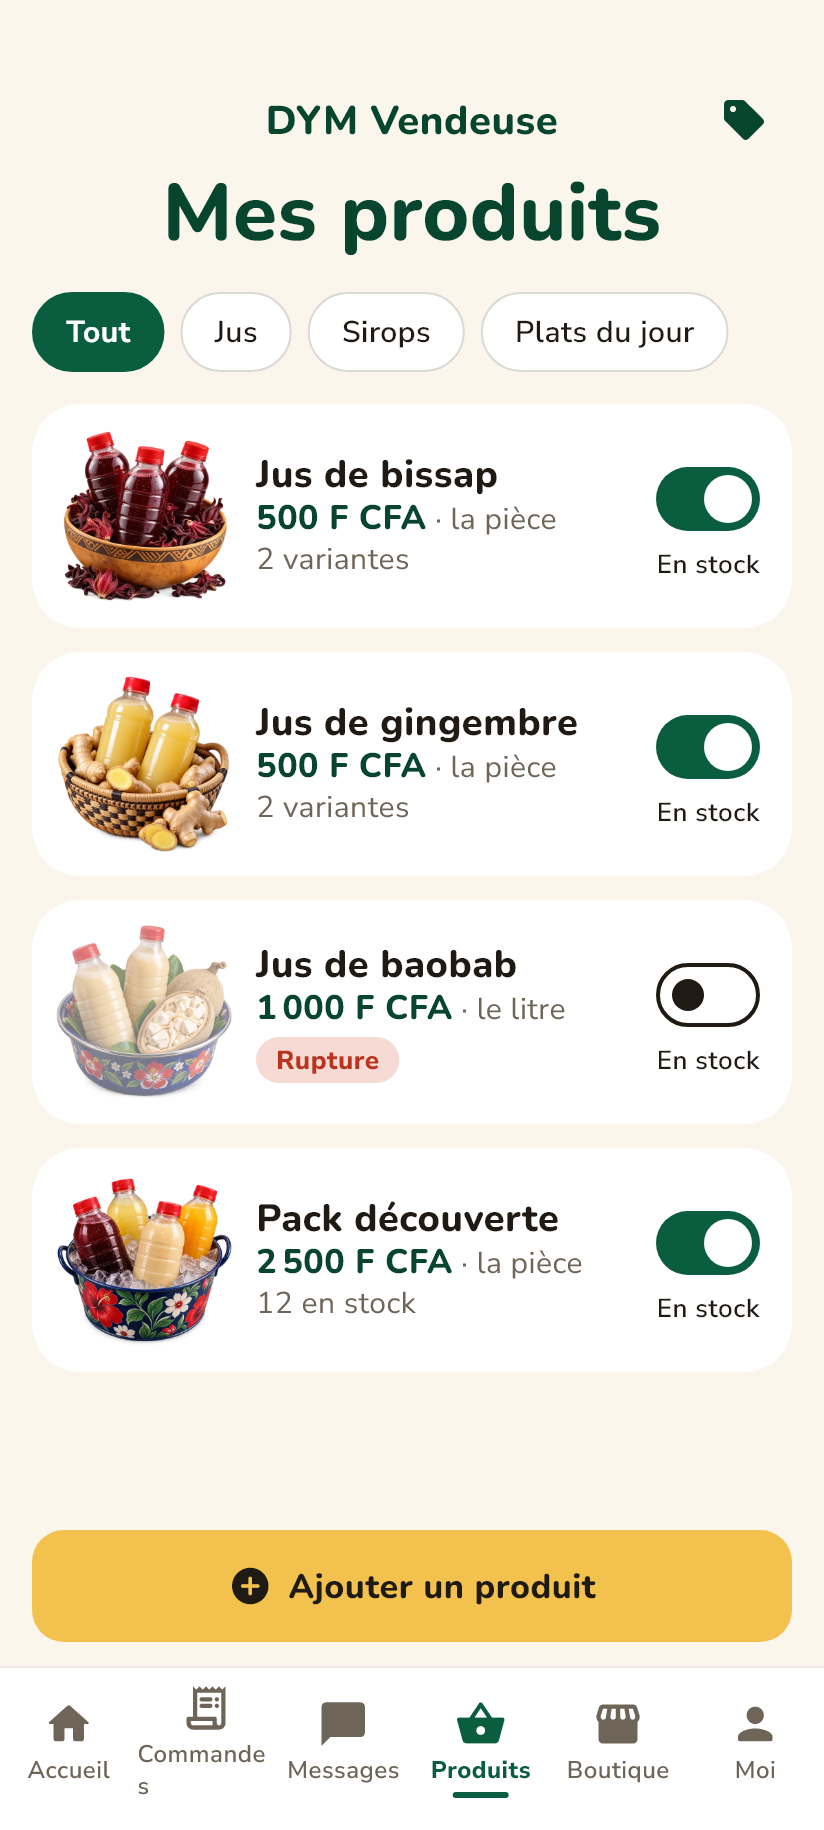 DYM Vendeuse
Mes produits
Tout
Jus
Sirops
Plats du jour
Jus de bissap
500 F CFA · la pièce
2 variantes
En stock
Jus de gingembre
500 F CFA · la pièce
2 variantes
En stock
Jus de baobab
1 000 F CFA · le litre
Rupture
En stock
Pack découverte
2 500 F CFA · la pièce
12 en stock
En stock
Ajouter un produit
Accueil
Commande
s
Messages
Produits
Boutique
Moi